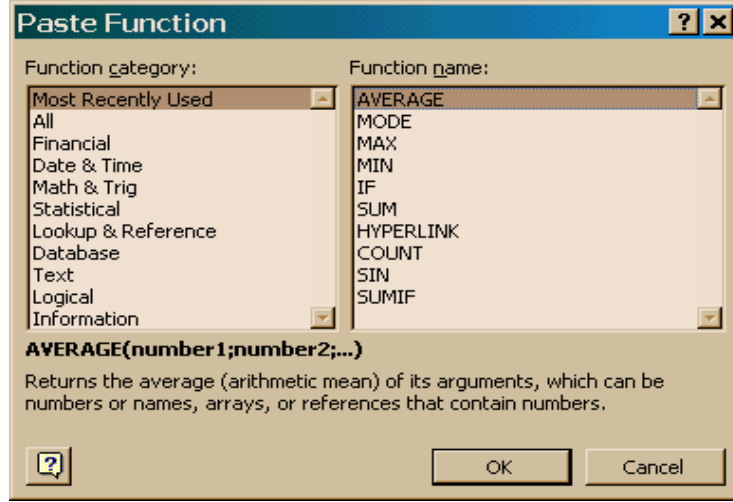 Paste Function
Function category:
Function name:
Most Recently Used
All
Financial
Date & Time
Math & Trig
Statistical
Lookup & Reference
Database
Text
Logical
Information
AVERAGE
MODE
MAX
MIN
IF
SUM
HYPERLINK
COUNT
SIN
SUMIF
AVERAGE(number1;number2;...)
Returns the average (arithmetic mean) of its arguments, which can be
numbers or names, arrays, or references that contain numbers.
OK
Cancel